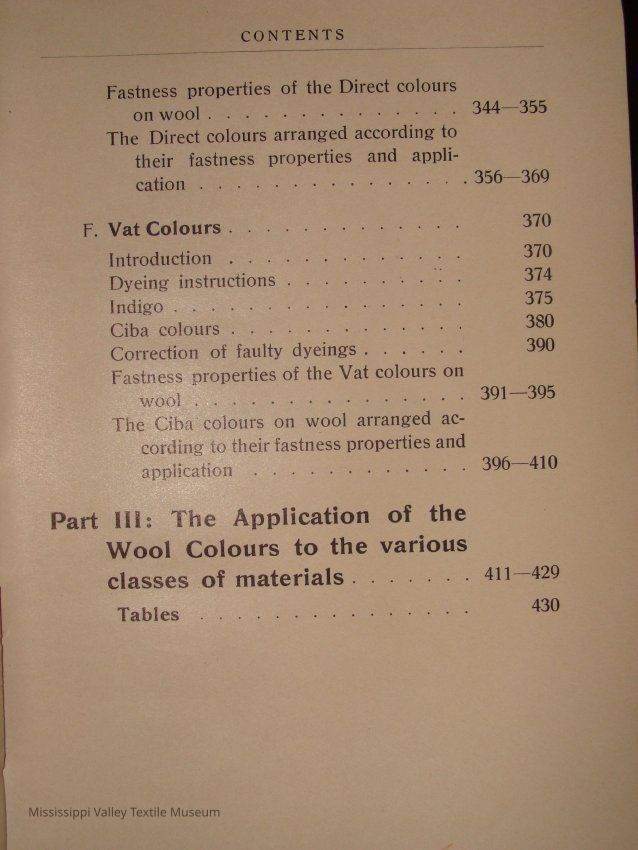 CONTENTS
Fastness properties of the Direct colours
on wool . . . . . . . . . . . . . . 344—355
The Direct colours arranged according to
their fastness properties and appli-
cation . . . . . . . . . . . . . . . 356—369
F. Vat Colours . . . . . . . . . . . . . 370
Introduction . . . . . . . . . . . . . 370
Dyeing instructions . . . . . . . . . . 374
Indigo . . . . . . . . . . . . . . . . 375
Ciba colours . . . . . . . . . . . . . 380
Correction of faulty dyeings . . . . . . 390
Fastness properties of the Vat colours on
wool . . . . . . . . . . . . . . . 391—395
The Ciba colours on wool arranged ac-
cording to their fastness properties and
application . . . . . . . . . . . . 396—410
Part III: The Application of the
Wool Colours to the various
classes of materials . . . . . . . 411—429
Tables . . . . . . . . . . . . . . . 430
Mississippi Valley Textile Museum